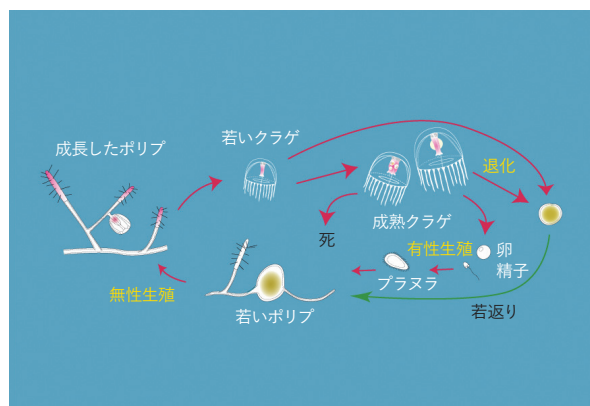 成長したポリプ
若いクラゲ
退化
成熟クラゲ
死
有性生殖
卵
精子
プラヌラ
無性生殖
若いポリプ
若返り